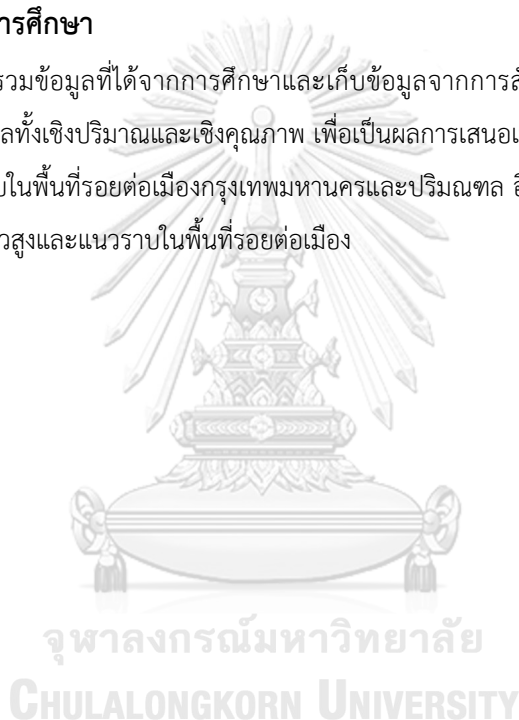 ารศึกษา
รวมข้อมูลที่ได้จากการศึกษาและเก็บข้อมูลจากการสั
ลทั้งเชิงปริมาณและเชิงคุณภาพ เพื่อเป็นผลการเสนอแ
บในพื้นที่รอยต่อเมืองกรุงเทพมหานครและปริมณฑล อี
วสูงและแนวราบในพื้นที่รอยต่อเมือง
จุฬาลงกรณ์มหาวิทยาลัย
CHULALONGKORN UNIVERSITY